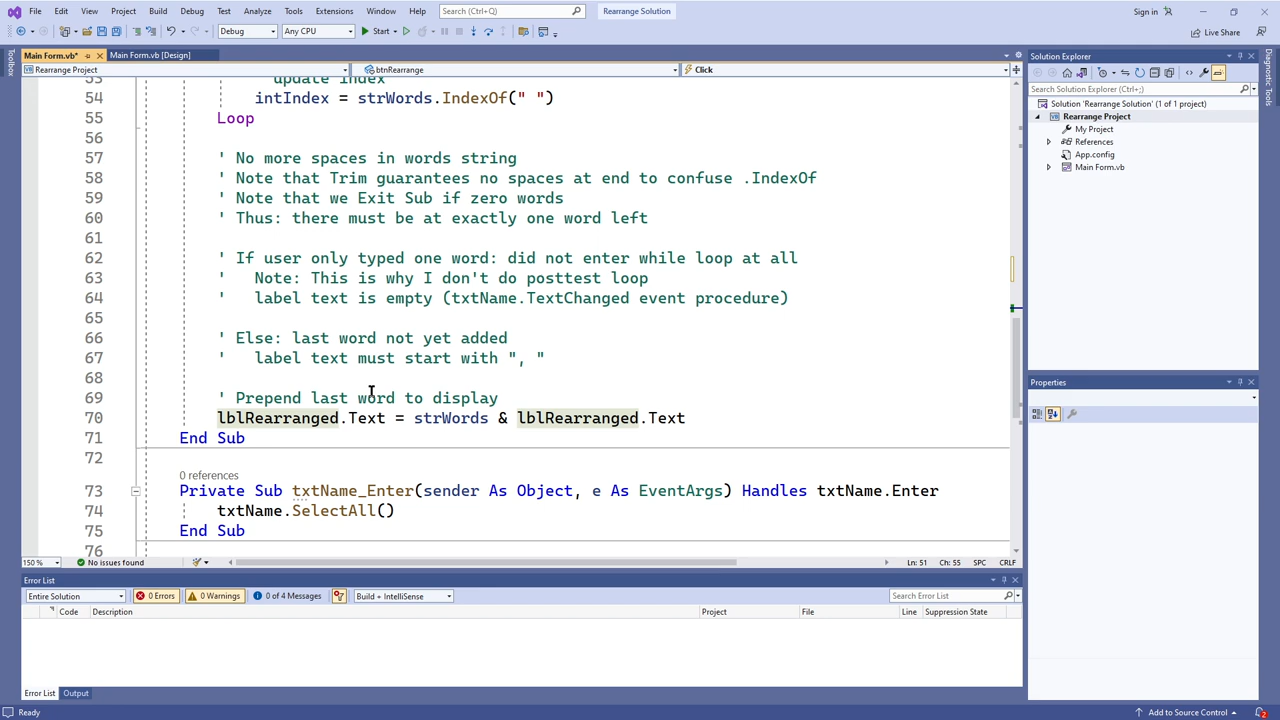 File Edit View Git Project Build Debug Test Analyze Tools Extensions Window Help Search (Ctrl+Q) Rearrange Solution Sign in
Debug Any CPU Start Live Share
Toolbox
Main Form.vb* Main Form.vb [Design]
Rearrange Project btnRearrange Click
53 ' update index
54 intIndex = strWords.IndexOf(" ")
55 Loop
56
57 ' No more spaces in words string
58 ' Note that Trim guarantees no spaces at end to confuse .IndexOf
59 ' Note that we Exit Sub if zero words
60 ' Thus: there must be at exactly one word left
61
62 ' If user only typed one word: did not enter while loop at all
63 ' Note: This is why I don't do posttest loop
64 ' label text is empty (txtName.TextChanged event procedure)
65
66 ' Else: last word not yet added
67 ' label text must start with ", "
68
69 ' Prepend last word to display
70 lblRearranged.Text = strWords & lblRearranged.Text
71 End Sub
72
0 references
73 Private Sub txtName_Enter(sender As Object, e As EventArgs) Handles txtName.Enter
74 txtName.SelectAll()
75 End Sub
76
150 % No issues found Ln: 51 Ch: 55 SPC CRLF
Error List
Entire Solution 0 Errors 0 Warnings 0 of 4 Messages Build + IntelliSense Search Error List
Code Description Project File Line Suppression State
Error List Output
Ready Add to Source Control 2
Solution Explorer
Search Solution Explorer (Ctrl+;)
Solution 'Rearrange Solution' (1 of 1 project)
VB Rearrange Project
My Project
References
App.config
Main Form.vb
Properties
Diagnostic Tools